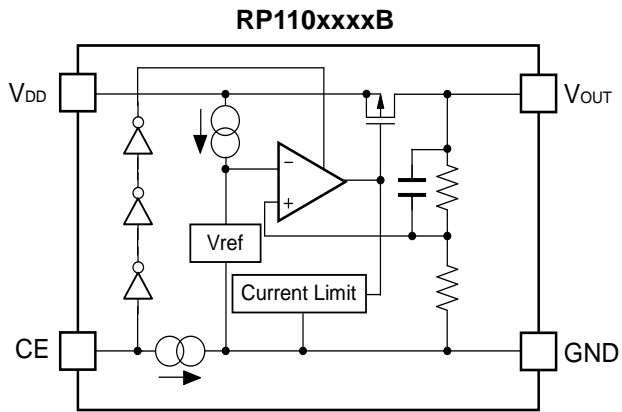 RP110xxxxB
VDD
VOUT
−
+
Vref
Current Limit
CE
GND